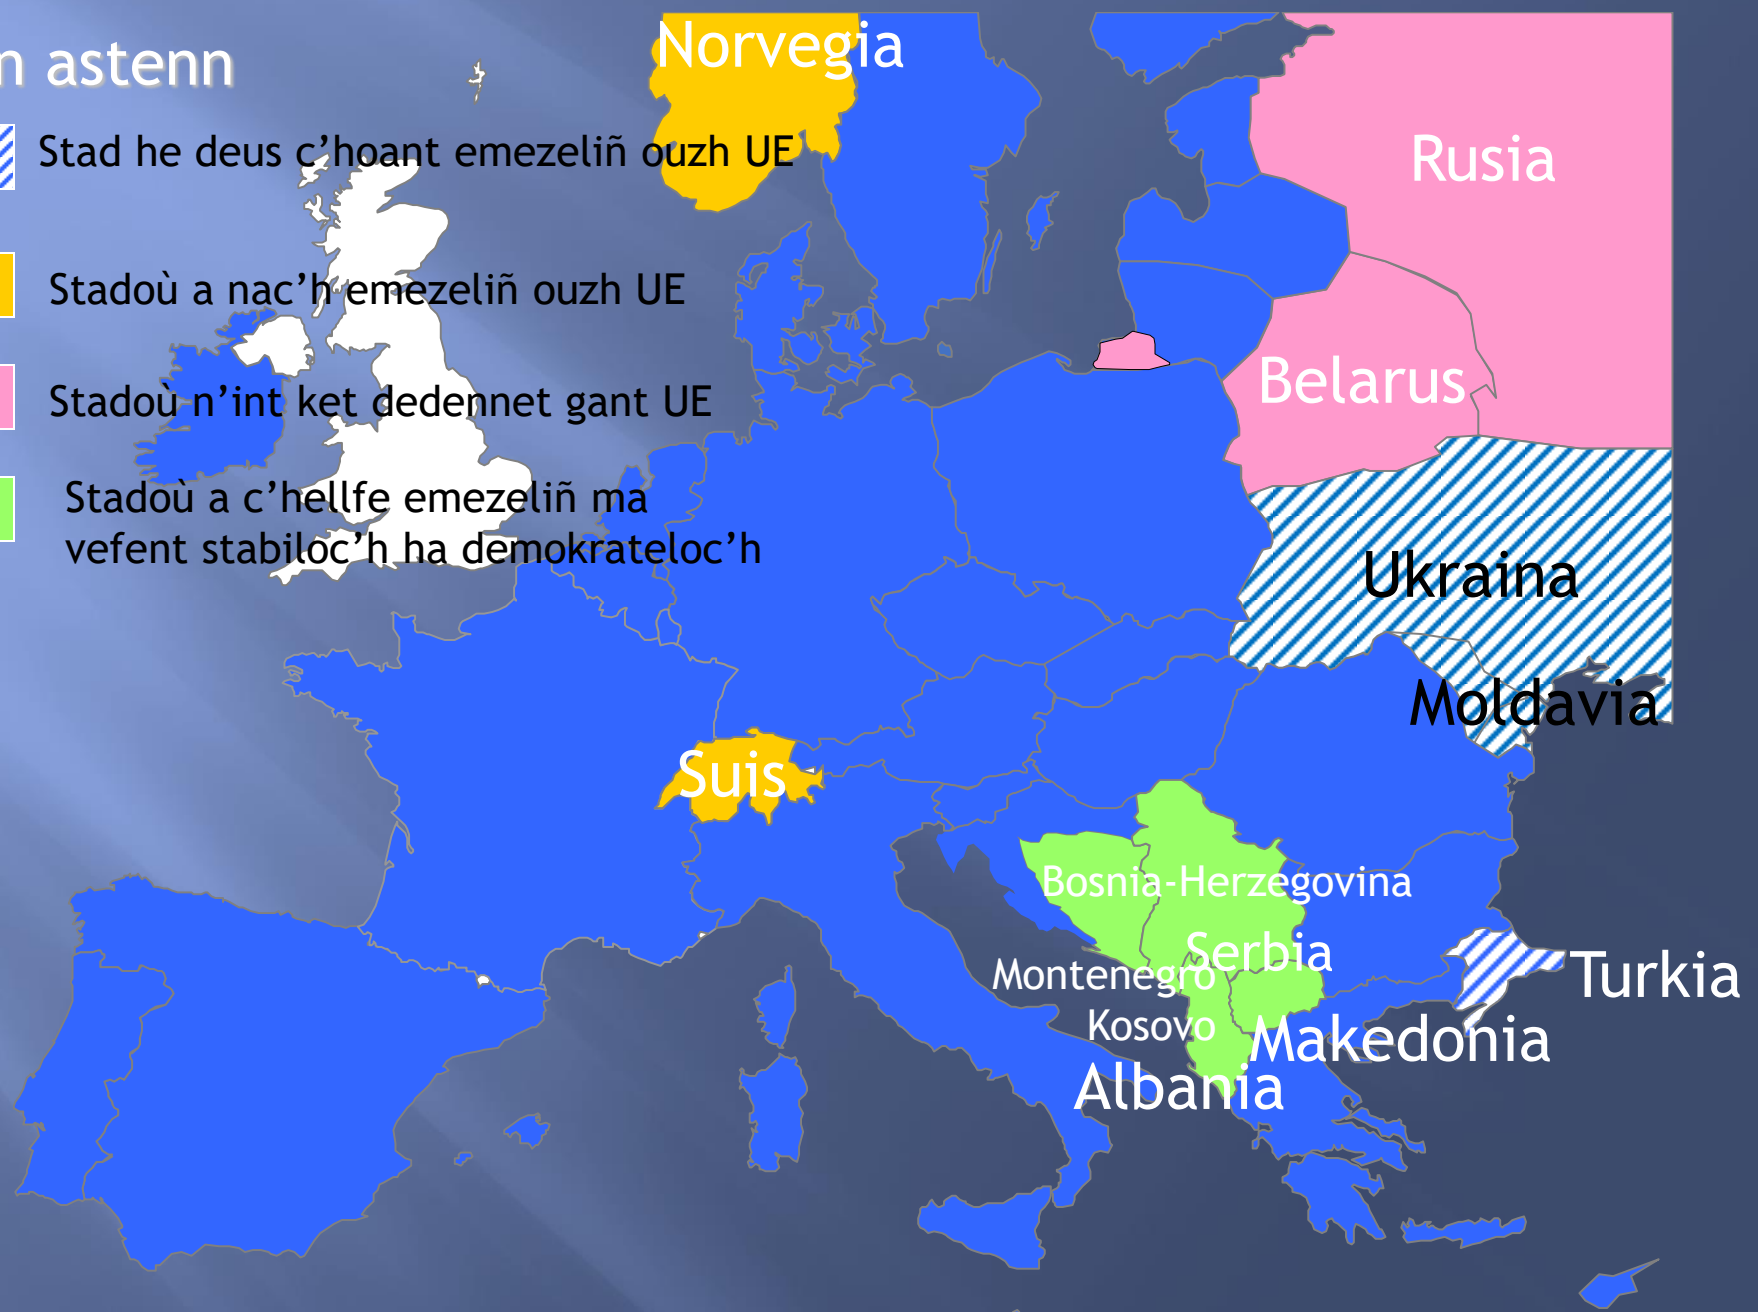 n astenn
Stad he deus c’hoant emezeliñ ouzh UE
Stadoù a nac’h emezeliñ ouzh UE
Stadoù n’int ket dedennet gant UE
Stadoù a c’hellfe emezeliñ ma
vefent stabiloc’h ha demokrateloc’h
Norvegia
Rusia
Belarus
Ukraina
Moldavia
Suis
Bosnia-Herzegovina
Serbia
Montenegro
Kosovo
Turkia
Makedonia
Albania